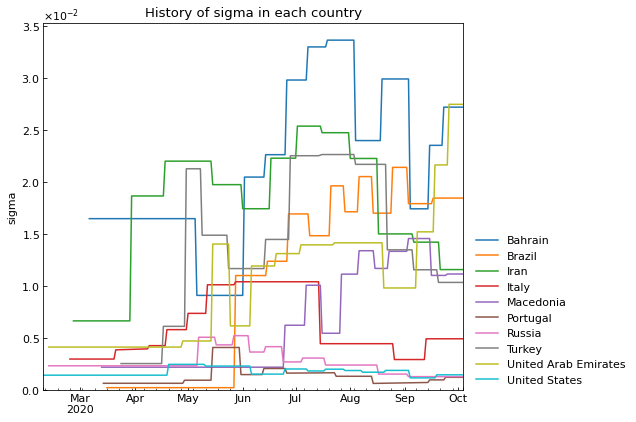 History of sigma in each country
×10⁻²
3.5
3.0
2.5
2.0
1.5
1.0
0.5
0.0
sigma
Mar Apr May Jun Jul Aug Sep Oct
2020
Bahrain
Brazil
Iran
Italy
Macedonia
Portugal
Russia
Turkey
United Arab Emirates
United States